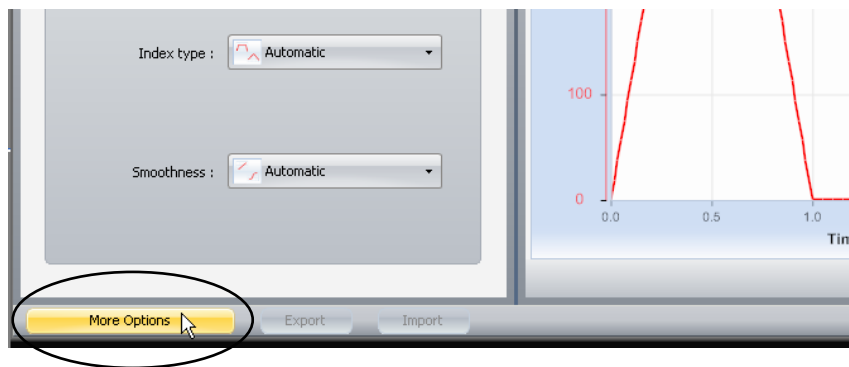 Index type : Automatic
Smoothness : Automatic
100
0
0.0 0.5 1.0
Tim
More Options Export Import